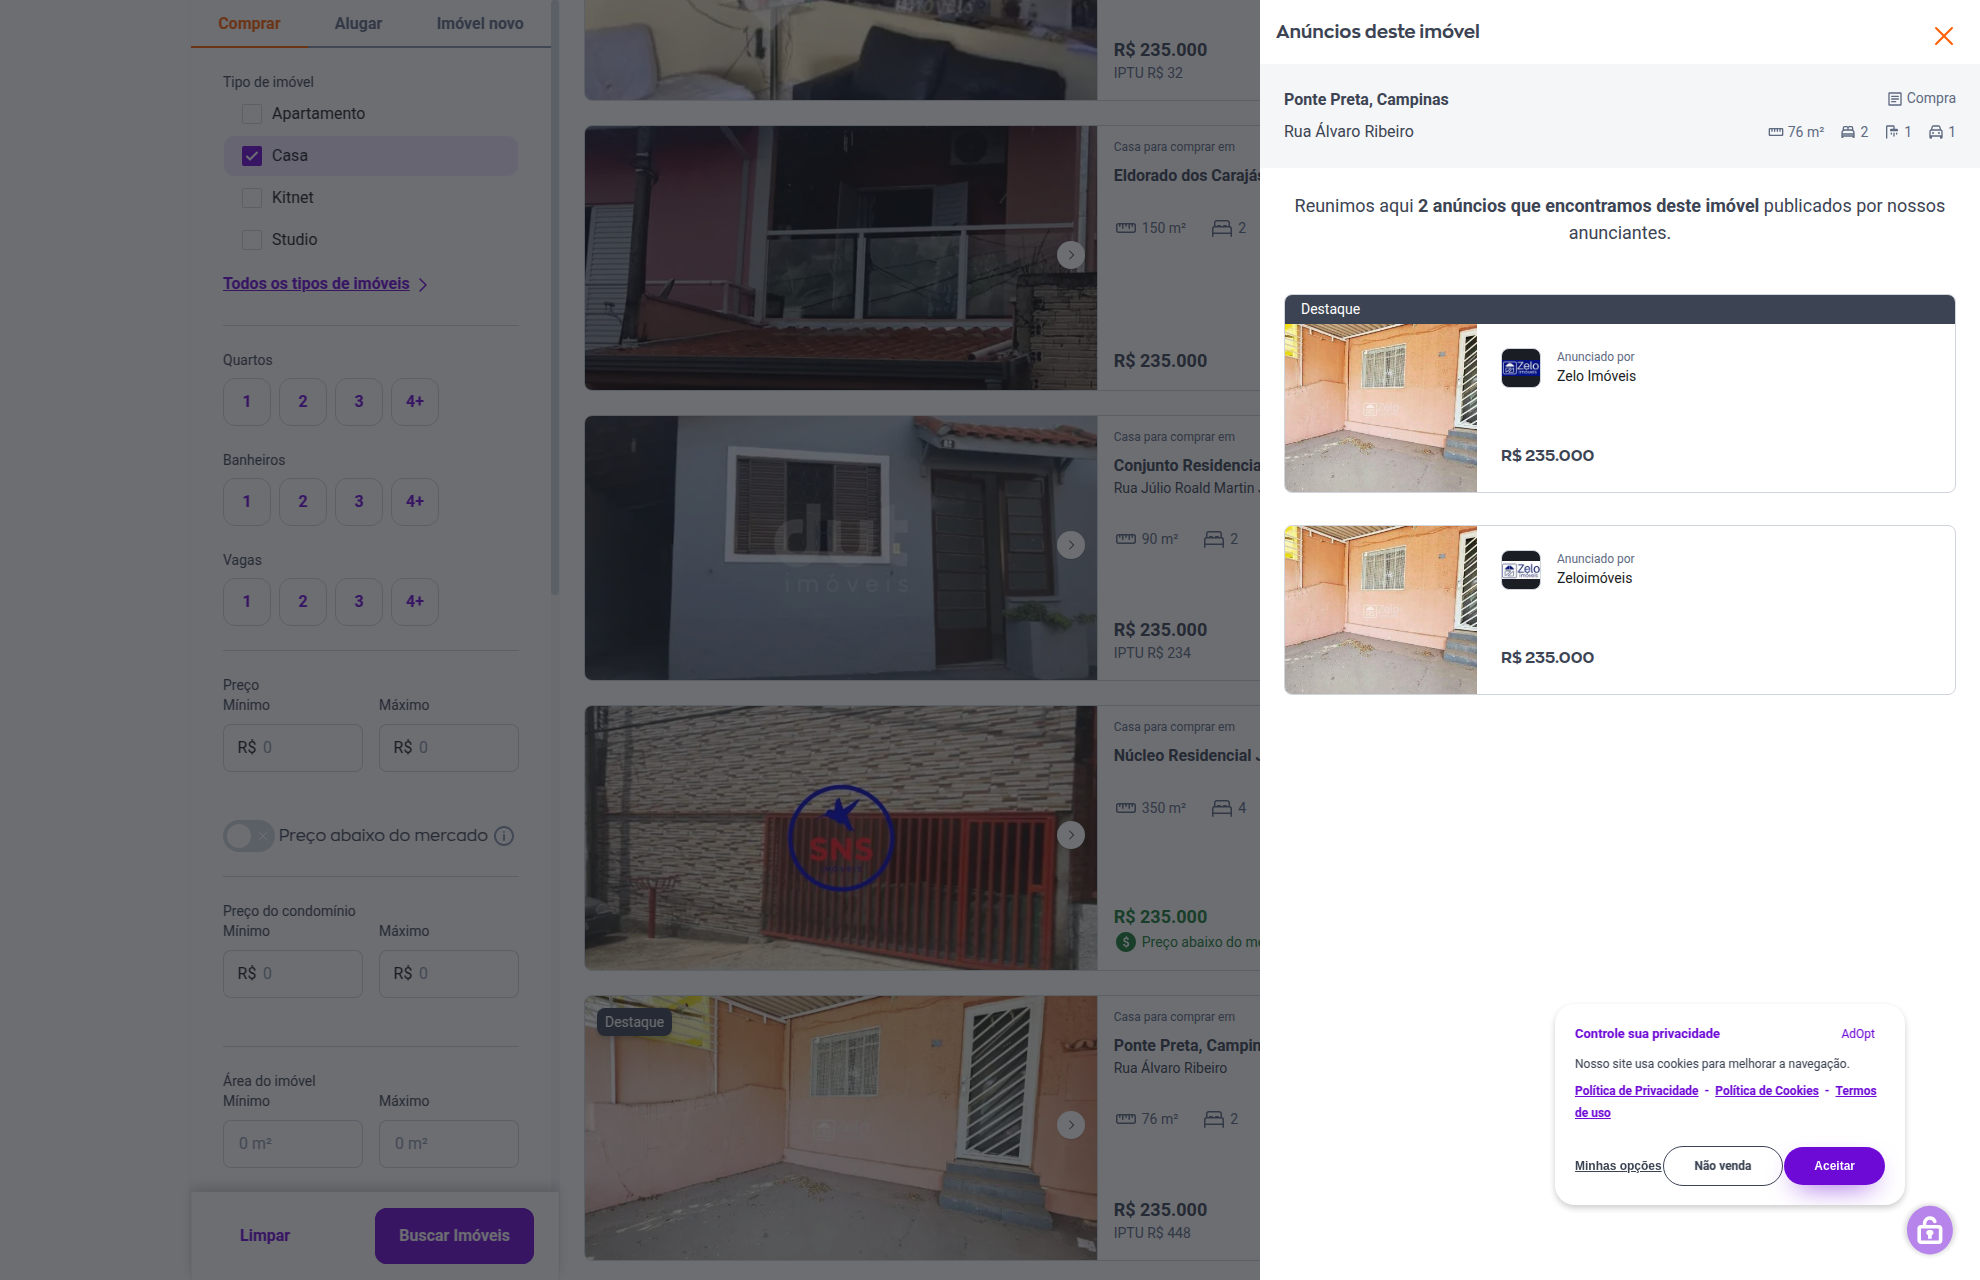 Comprar
Alugar
Imóvel novo
Tipo de imóvel
Apartamento
Casa
Kitnet
Studio
Todos os tipos de imóveis
Quartos
1 2 3 4+
Banheiros
1 2 3 4+
Vagas
1 2 3 4+
Preço
Mínimo Máximo
R$ 0 R$ 0
Preço abaixo do mercado
Preço do condomínio
Mínimo Máximo
R$ 0 R$ 0
Área do imóvel
Mínimo Máximo
0 m² 0 m²
Limpar
Buscar Imóveis
R$ 235.000
IPTU R$ 32
Casa para comprar em
Eldorado dos Carajás
150 m² 2
R$ 235.000
dut
imóveis
Casa para comprar em
Conjunto Residencia
Rua Júlio Roald Martin
90 m² 2
R$ 235.000
IPTU R$ 234
SNS
Casa para comprar em
Núcleo Residencial
350 m² 4
R$ 235.000
Preço abaixo do
Destaque
Casa para comprar em
Ponte Preta, Campin
Rua Álvaro Ribeiro
76 m² 2
R$ 235.000
IPTU R$ 448
Anúncios deste imóvel
Ponte Preta, Campinas
Compra
Rua Álvaro Ribeiro
76 m² 2 1 1
Reunimos aqui 2 anúncios que encontramos deste imóvel publicados por nossos
anunciantes.
Destaque
Zelo
Anunciado por
Zelo Imóveis
R$ 235.000
Zelo
Anunciado por
Zeloimóveis
R$ 235.000
Controle sua privacidade
AdOpt
Nosso site usa cookies para melhorar a navegação.
Política de Privacidade - Política de Cookies - Termos
de uso
Minhas opções
Não venda
Aceitar